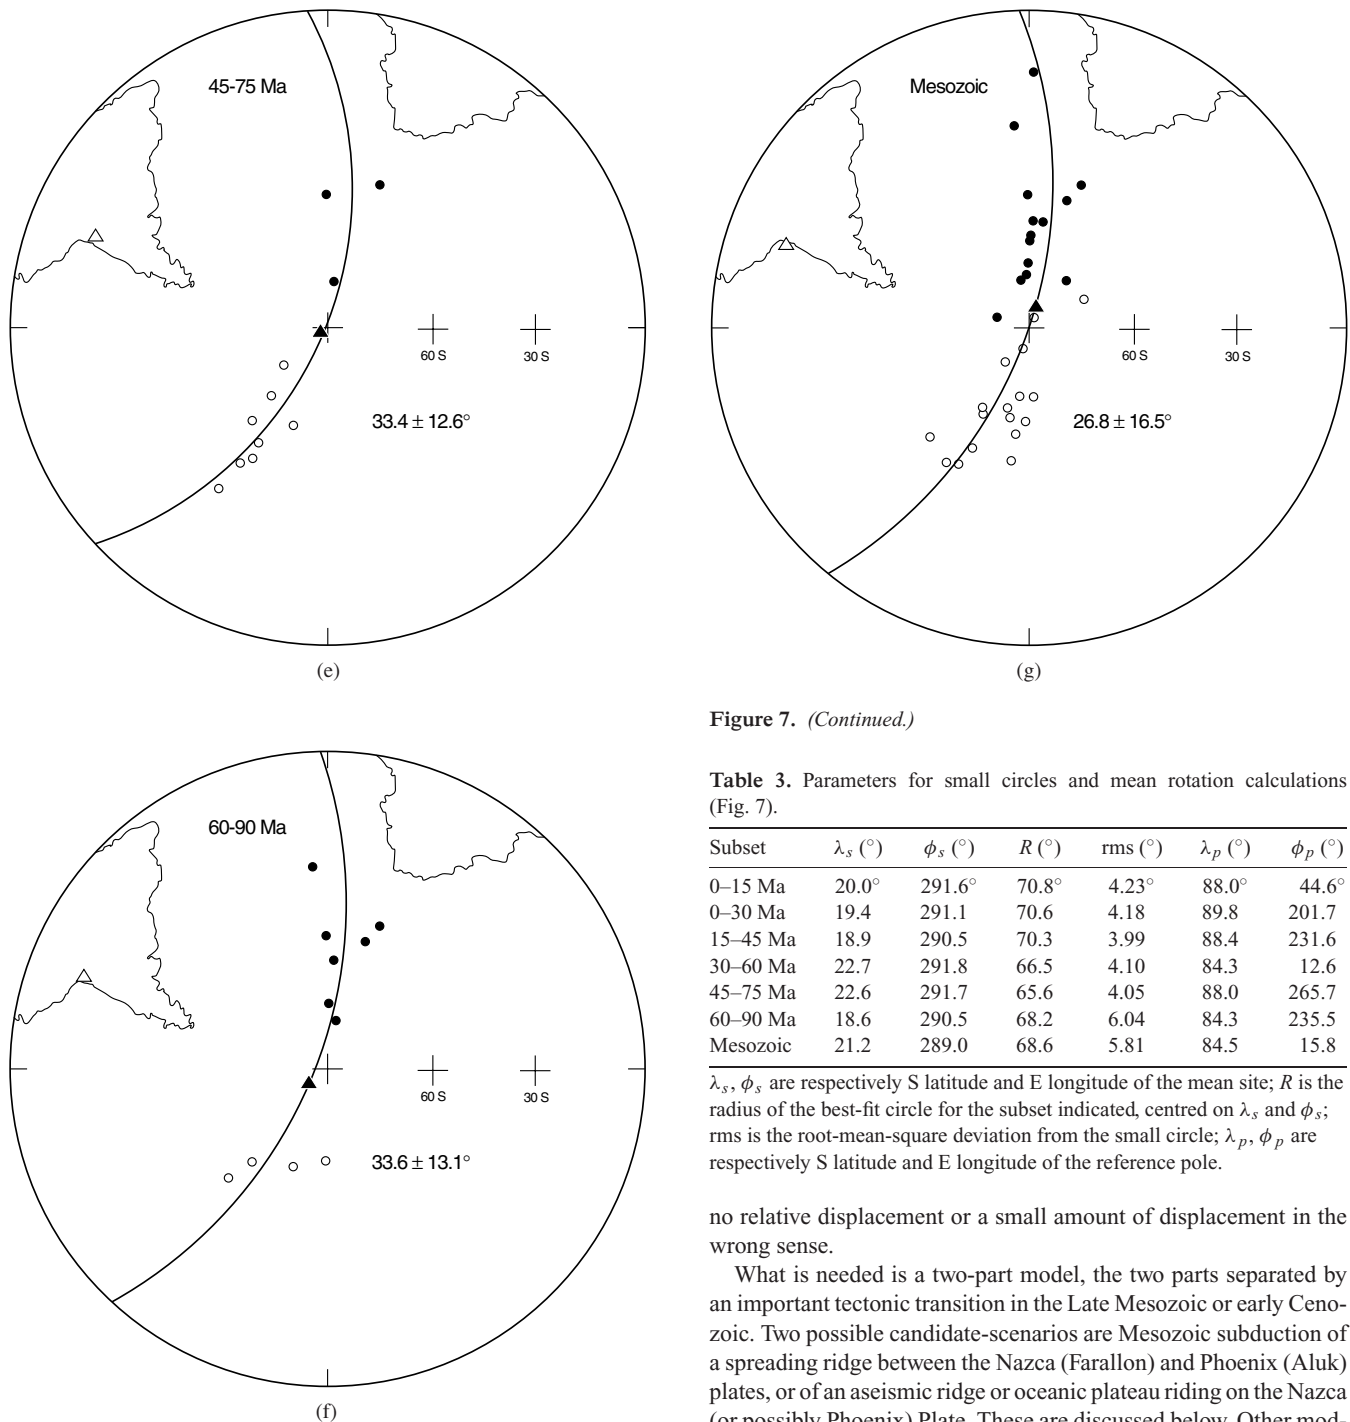 45-75 Ma
60 S
30 S
33.4 ± 12.6°
(e)
60-90 Ma
60 S
30 S
33.6 ± 13.1°
(f)
Mesozoic
60 S
30 S
26.8 ± 16.5°
(g)
Figure 7. (Continued.)
Table 3. Parameters for small circles and mean rotation calculations
(Fig. 7).
Subset λs (°) ϕs (°) R (°) rms (°) λp (°) ϕp (°)
0–15 Ma 20.0° 291.6° 70.8° 4.23° 88.0° 44.6°
0–30 Ma 19.4 291.1 70.6 4.18 89.8 201.7
15–45 Ma 18.9 290.5 70.3 3.99 88.4 231.6
30–60 Ma 22.7 291.8 66.5 4.10 84.3 12.6
45–75 Ma 22.6 291.7 65.6 4.05 88.0 265.7
60–90 Ma 18.6 290.5 68.2 6.04 84.3 235.5
Mesozoic 21.2 289.0 68.6 5.81 84.5 15.8
λs, ϕs are respectively S latitude and E longitude of the mean site; R is the
radius of the best-fit circle for the subset indicated, centred on λs and ϕs;
rms is the root-mean-square deviation from the small circle; λp, ϕp are
respectively S latitude and E longitude of the reference pole.
no relative displacement or a small amount of displacement in the
wrong sense.
What is needed is a two-part model, the two parts separated by
an important tectonic transition in the Late Mesozoic or early Ceno-
zoic. Two possible candidate-scenarios are Mesozoic subduction of
a spreading ridge between the Nazca (Farallon) and Phoenix (Aluk)
plates, or of an aseismic ridge or oceanic plateau riding on the Nazca
(or possibly Phoenix) Plate. These are discussed below. Other mod-